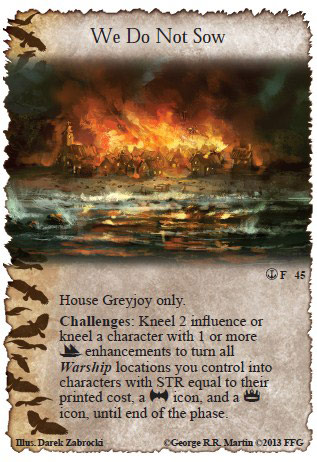 We Do Not Sow
F 45
House Greyjoy only.
Challenges: Kneel 2 influence or
kneel a character with 1 or more
enhancements to turn all
Warship locations you control into
characters with STR equal to their
printed cost, a icon, and a
icon, until end of the phase.
Illus. Darek Zabrocki ©George R.R. Martin ©2013 FFG